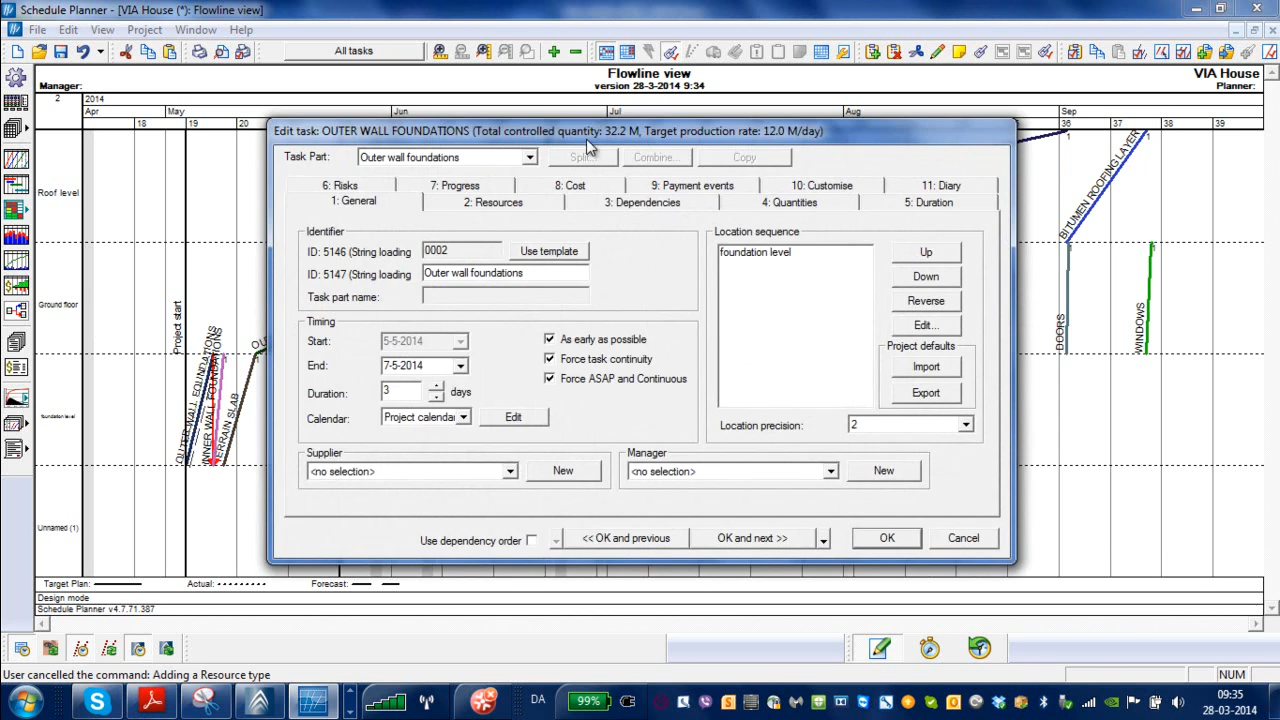 Schedule Planner - [VIA House (*): Flowline view]
File Edit View Project Window Help
All tasks
Manager:
Flowline view
version 28-3-2014 9:34
VIA House
Planner:
2 2014
Apr May Jun Jul Aug Sep
18 19 20 36 37 38
Edit task: OUTER WALL FOUNDATIONS (Total controlled quantity: 32.2 M, Target production rate: 12.0 M/day)
Task Part: Outer wall foundations Combine... Copy
6: Risks 7: Progress 8: Cost 9: Payment events 10: Customise 11: Diary
1: General 2: Resources 3: Dependencies 4: Quantities 5: Duration
Identifier
ID: 5146 (String loading 0002 Use template
ID: 5147 (String loading Outer wall foundations
Task part name:
Timing
Start: 5-5-2014 As early as possible
End: 7-5-2014 Force task continuity
Duration: 3 days Force ASAP and Continuous
Calendar: Project calendar Edit
Location sequence
foundation level
Up
Down
Reverse
Edit...
Project defaults
Import
Export
Location precision: 2
Supplier
<no selection> New
Manager
<no selection> New
Use dependency order << OK and previous OK and next >> OK Cancel
Roof level
Ground floor
foundation level
Unnamed (1)
Project start
OUTER WALL FOUNDATIONS
INNER WALL FOUNDATIONS
TERRAIN SLAB
DOORS
WINDOWS
BITUMEN ROOFING LAYER
Target Plan: Actual: Forecast:
Design mode
Schedule Planner v4.7.71.387
User cancelled the command: Adding a Resource type
NUM
DA
99%
09:35
28-03-2014